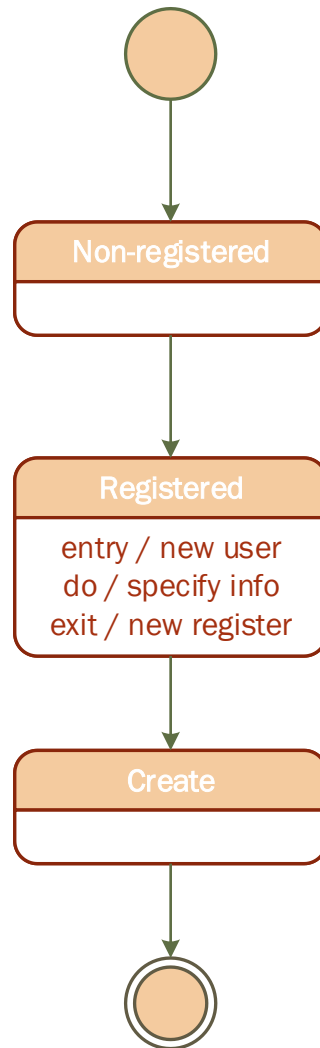 Non-registered
Registered
entry / new user
do / specify info
exit / new register
Create